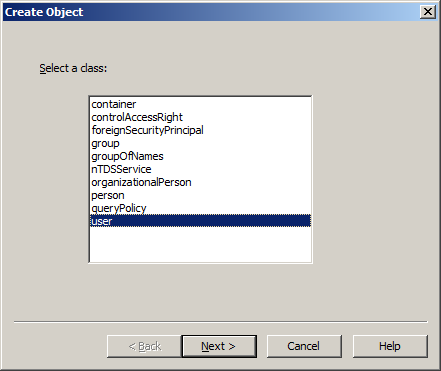 Create Object
Select a class:
container
controlAccessRight
foreignSecurityPrincipal
group
groupOfNames
nTDSService
organizationalPerson
person
queryPolicy
user
< Back
Next >
Cancel
Help